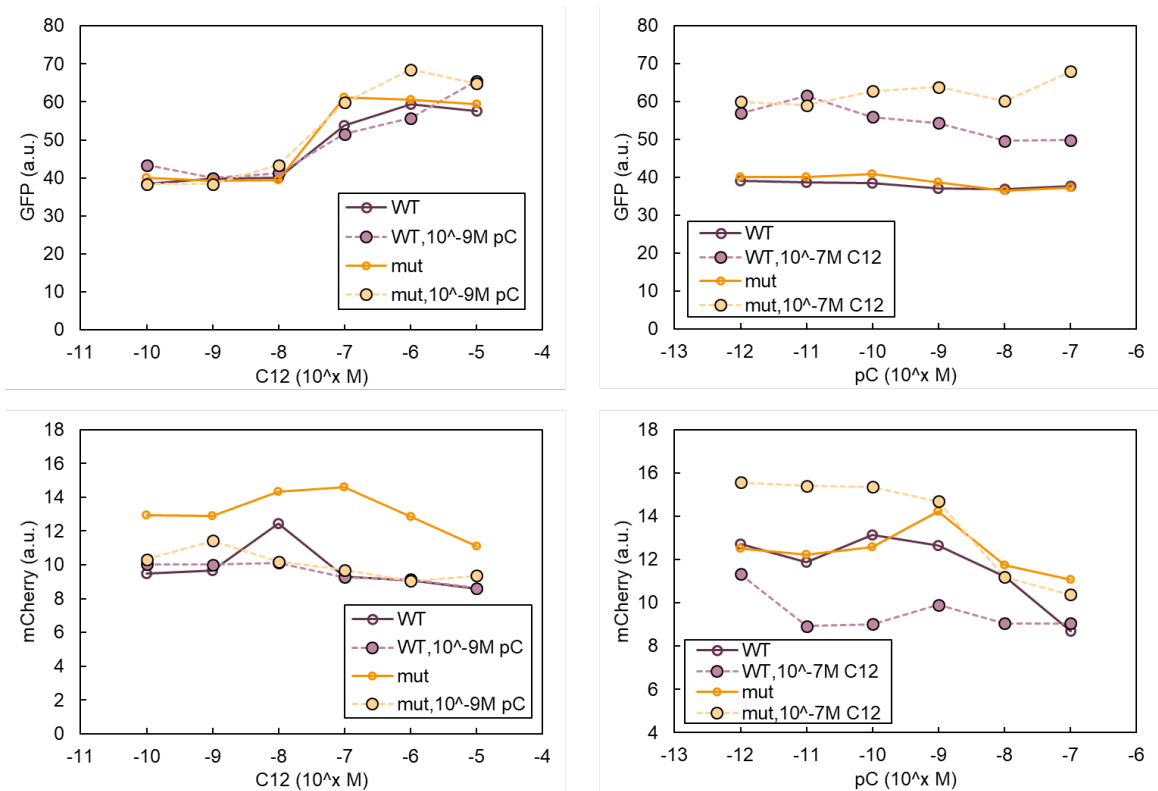 80
70
60
50
40
30
20
10
0
GFP (a.u.)
WT
WT,10^-9M pC
mut
mut,10^-9M pC
-11 -10 -9 -8 -7 -6 -5 -4
C12 (10^x M)
80
70
60
50
40
30
20
10
0
GFP (a.u.)
WT
WT,10^-7M C12
mut
mut,10^-7M C12
-13 -12 -11 -10 -9 -8 -7 -6
pC (10^x M)
18
16
14
12
10
8
6
4
2
0
mCherry (a.u.)
WT
WT,10^-9M pC
mut
mut,10^-9M pC
-11 -10 -9 -8 -7 -6 -5 -4
C12 (10^x M)
18
16
14
12
10
8
6
4
mCherry (a.u.)
WT
WT,10^-7M C12
mut
mut,10^-7M C12
-13 -12 -11 -10 -9 -8 -7 -6
pC (10^x M)